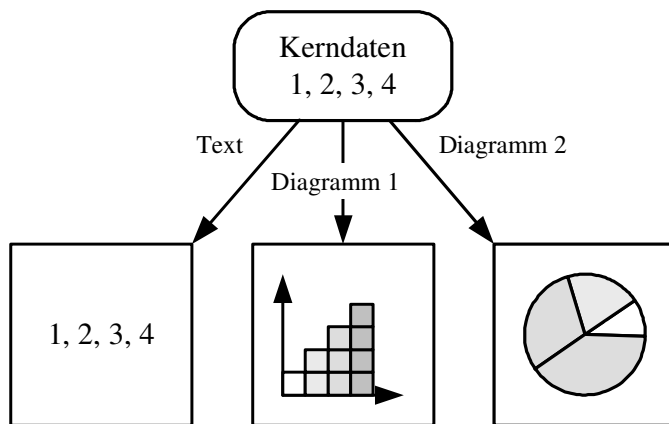 Kerndaten
1, 2, 3, 4
Text
Diagramm 1
Diagramm 2
1, 2, 3, 4